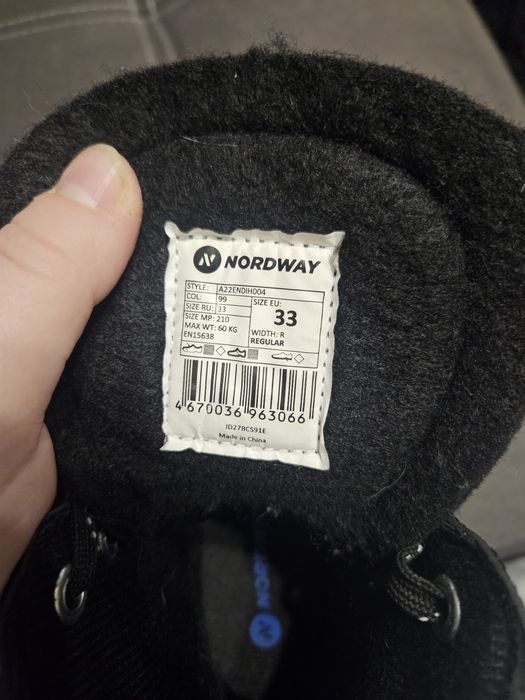 NORDWAY
STYLE: A22ENDIH004
COL: 99
SIZE RU: 33
SIZE MP: 210
MAX WT: 60 KG
EN15638
SIZE EU:
33
WIDTH: R
REGULAR
4 670036 963066
ID278CS91E
Made in China
NORDWAY